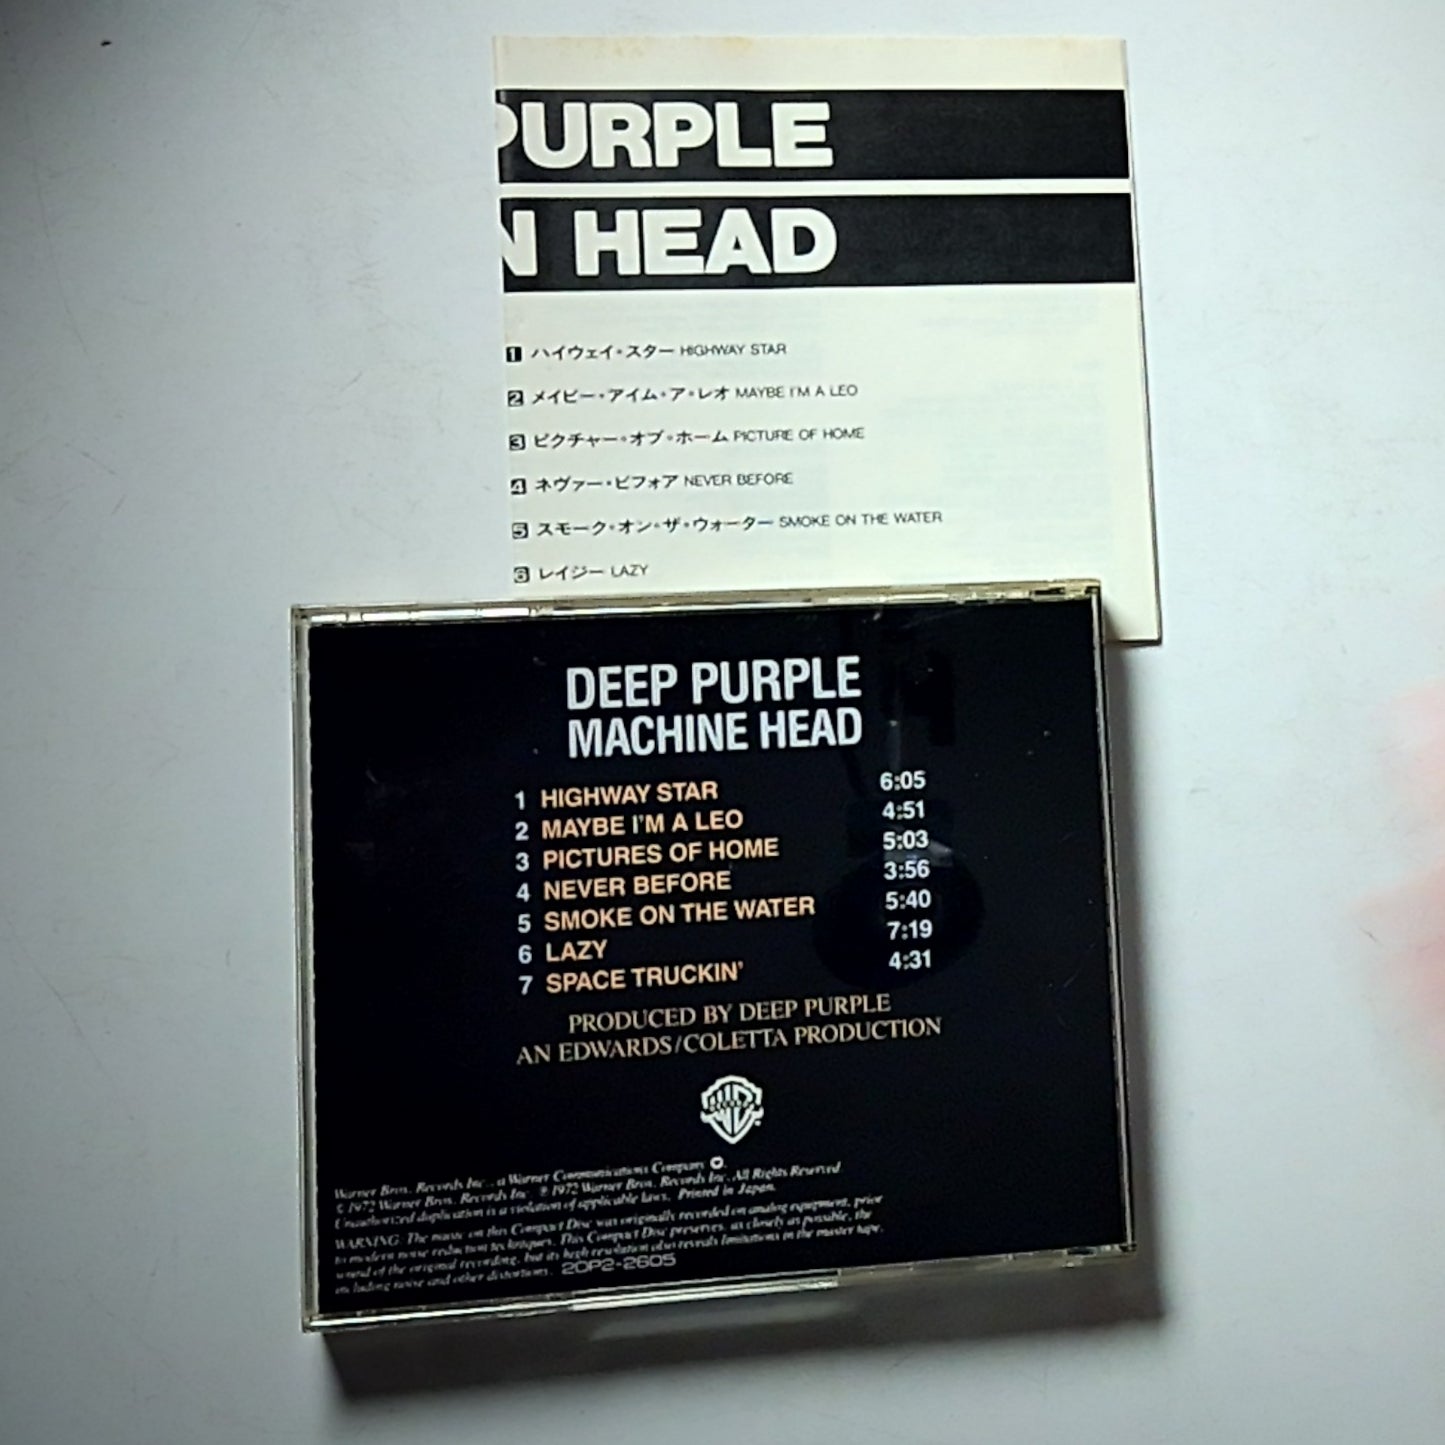 PURPLE
N HEAD
1 ハイウェイ・スター HIGHWAY STAR
2 メイビー・アイム・ア・レオ MAYBE I'M A LEO
3 ピクチャー・オブ・ホーム PICTURE OF HOME
4 ネヴァー・ビフォア NEVER BEFORE
5 スモーク・オン・ザ・ウォーター SMOKE ON THE WATER
6 レイジー LAZY
DEEP PURPLE
MACHINE HEAD
1 HIGHWAY STAR 6:05
2 MAYBE I'M A LEO 4:51
3 PICTURES OF HOME 5:03
4 NEVER BEFORE 3:56
5 SMOKE ON THE WATER 5:40
6 LAZY 7:19
7 SPACE TRUCKIN' 4:31
PRODUCED BY DEEP PURPLE
AN EDWARDS/COLETTA PRODUCTION
Warner Bros. Records Inc., a Warner Communications Company
© 1972 Warner Bros. Records Inc. ℗ 1972 Warner Bros. Records Inc. All Rights Reserved
Unauthorized duplication is a violation of applicable laws. Printed in Japan.
WARNING: The music on this Compact Disc was originally recorded on analog equipment, prior
to modern noise reduction techniques. This Compact Disc preserves, as closely as possible, the
sound of the original recording, but its high resolution also reveals limitations in the master tape,
including noise and other distortions. 20P2-2605